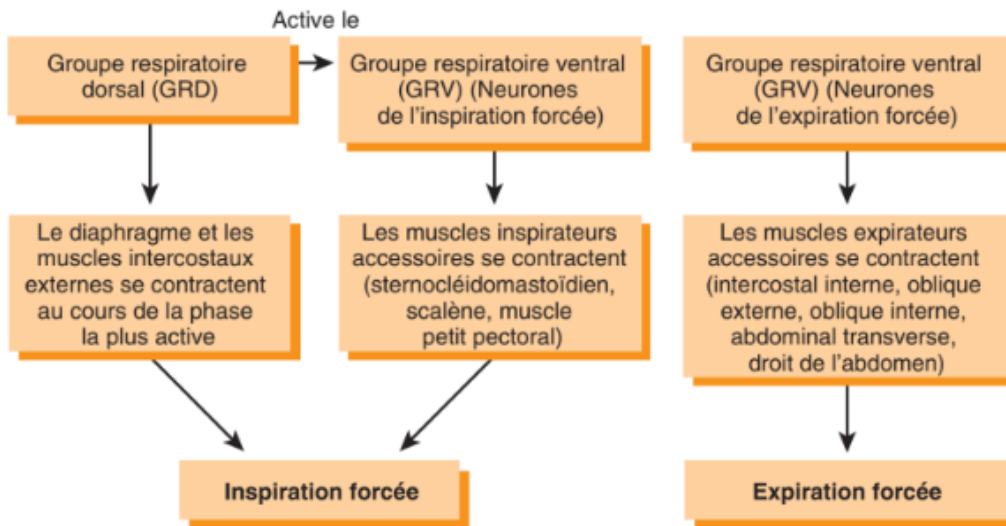 Active le
Groupe respiratoire
dorsal (GRD)
Groupe respiratoire ventral
(GRV) (Neurones
de l'inspiration forcée)
Groupe respiratoire ventral
(GRV) (Neurones
de l'expiration forcée)
Le diaphragme et les
muscles intercostaux
externes se contractent
au cours de la phase
la plus active
Les muscles inspirateurs
accessoires se contractent
(sternocléidomastoïdien,
scalène, muscle
petit pectoral)
Les muscles expirateurs
accessoires se contractent
(intercostal interne, oblique
externe, oblique interne,
abdominal transverse,
droit de l'abdomen)
Inspiration forcée
Expiration forcée